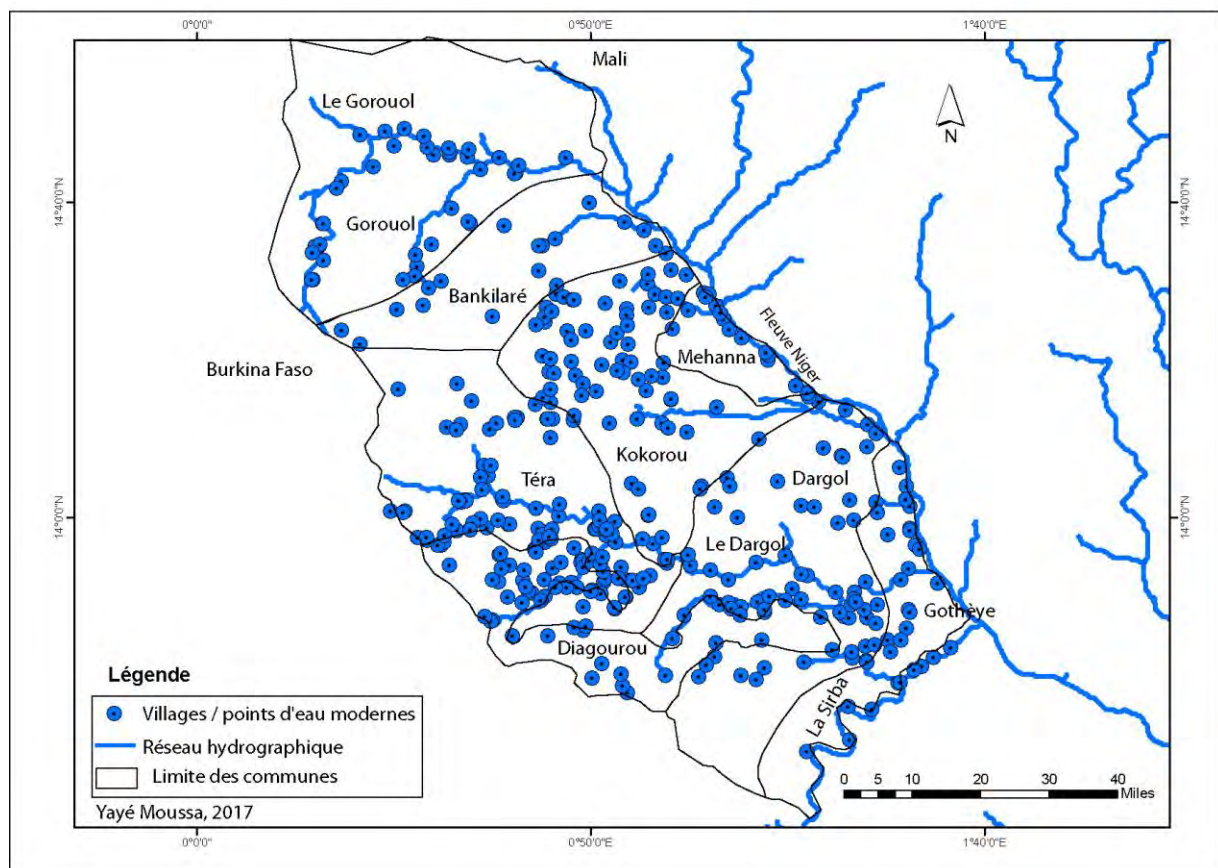 0°0'0"
0°50'0"E
1°40'0"E
Mali
Le Gorouol
N
14°40'0"N
14°40'0"N
Gorouol
Bankilaré
Fleuve Niger
Mehanna
Burkina Faso
Kokorou
Téra
Dargol
14°0'0"N
14°0'0"N
Le Dargol
Gothèye
Diagourou
La Sirba
Légende
Villages / points d'eau modernes
Réseau hydrographique
Limite des communes
Yayé Moussa, 2017
0 5 10 20 30 40
Miles
0°0'0"
0°50'0"E
1°40'0"E